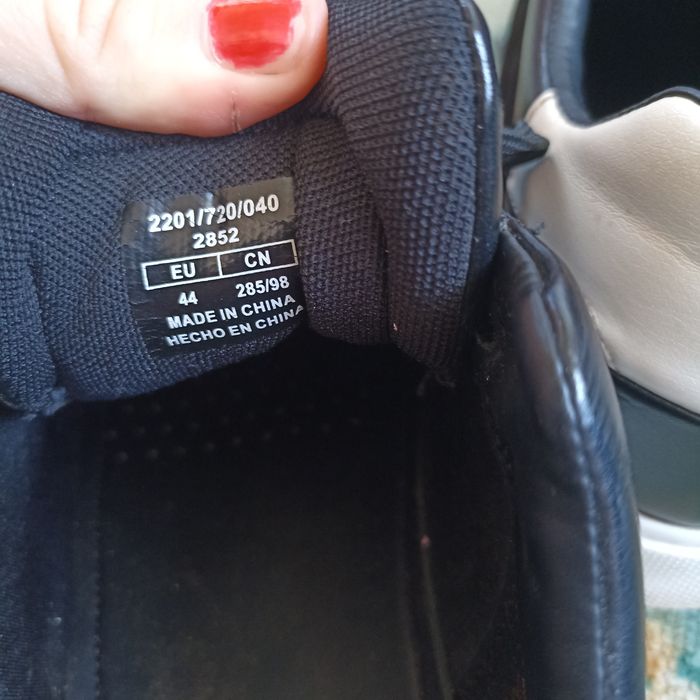 2201/720/040
2852
EU CN
44 285/98
MADE IN CHINA
HECHO EN CHINA